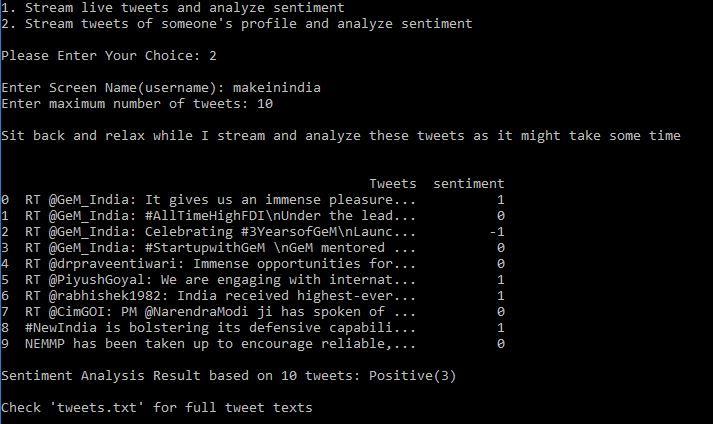 1. Stream live tweets and analyze sentiment
2. Stream tweets of someone's profile and analyze sentiment
Please Enter Your Choice: 2
Enter Screen Name(username): makeinindia
Enter maximum number of tweets: 10
Sit back and relax while I stream and analyze these tweets as it might take some time
Tweets sentiment
0 RT @GeM_India: It gives us an immense pleasure... 1
1 RT @GeM_India: #AllTimeHighFDI\nUnder the lead... 0
2 RT @GeM_India: Celebrating #3YearsofGeM\nLaunc... -1
3 RT @GeM_India: #StartupwithGeM \nGeM mentored ... 0
4 RT @drpraveentiwari: Immense opportunities for... 0
5 RT @PiyushGoyal: We are engaging with internat... 1
6 RT @rabhishek1982: India received highest-ever... 1
7 RT @CimGOI: PM @NarendraModi ji has spoken of ... 0
8 #NewIndia is bolstering its defensive capabili... 1
9 NEMMP has been taken up to encourage reliable,... 0
Sentiment Analysis Result based on 10 tweets: Positive(3)
Check 'tweets.txt' for full tweet texts